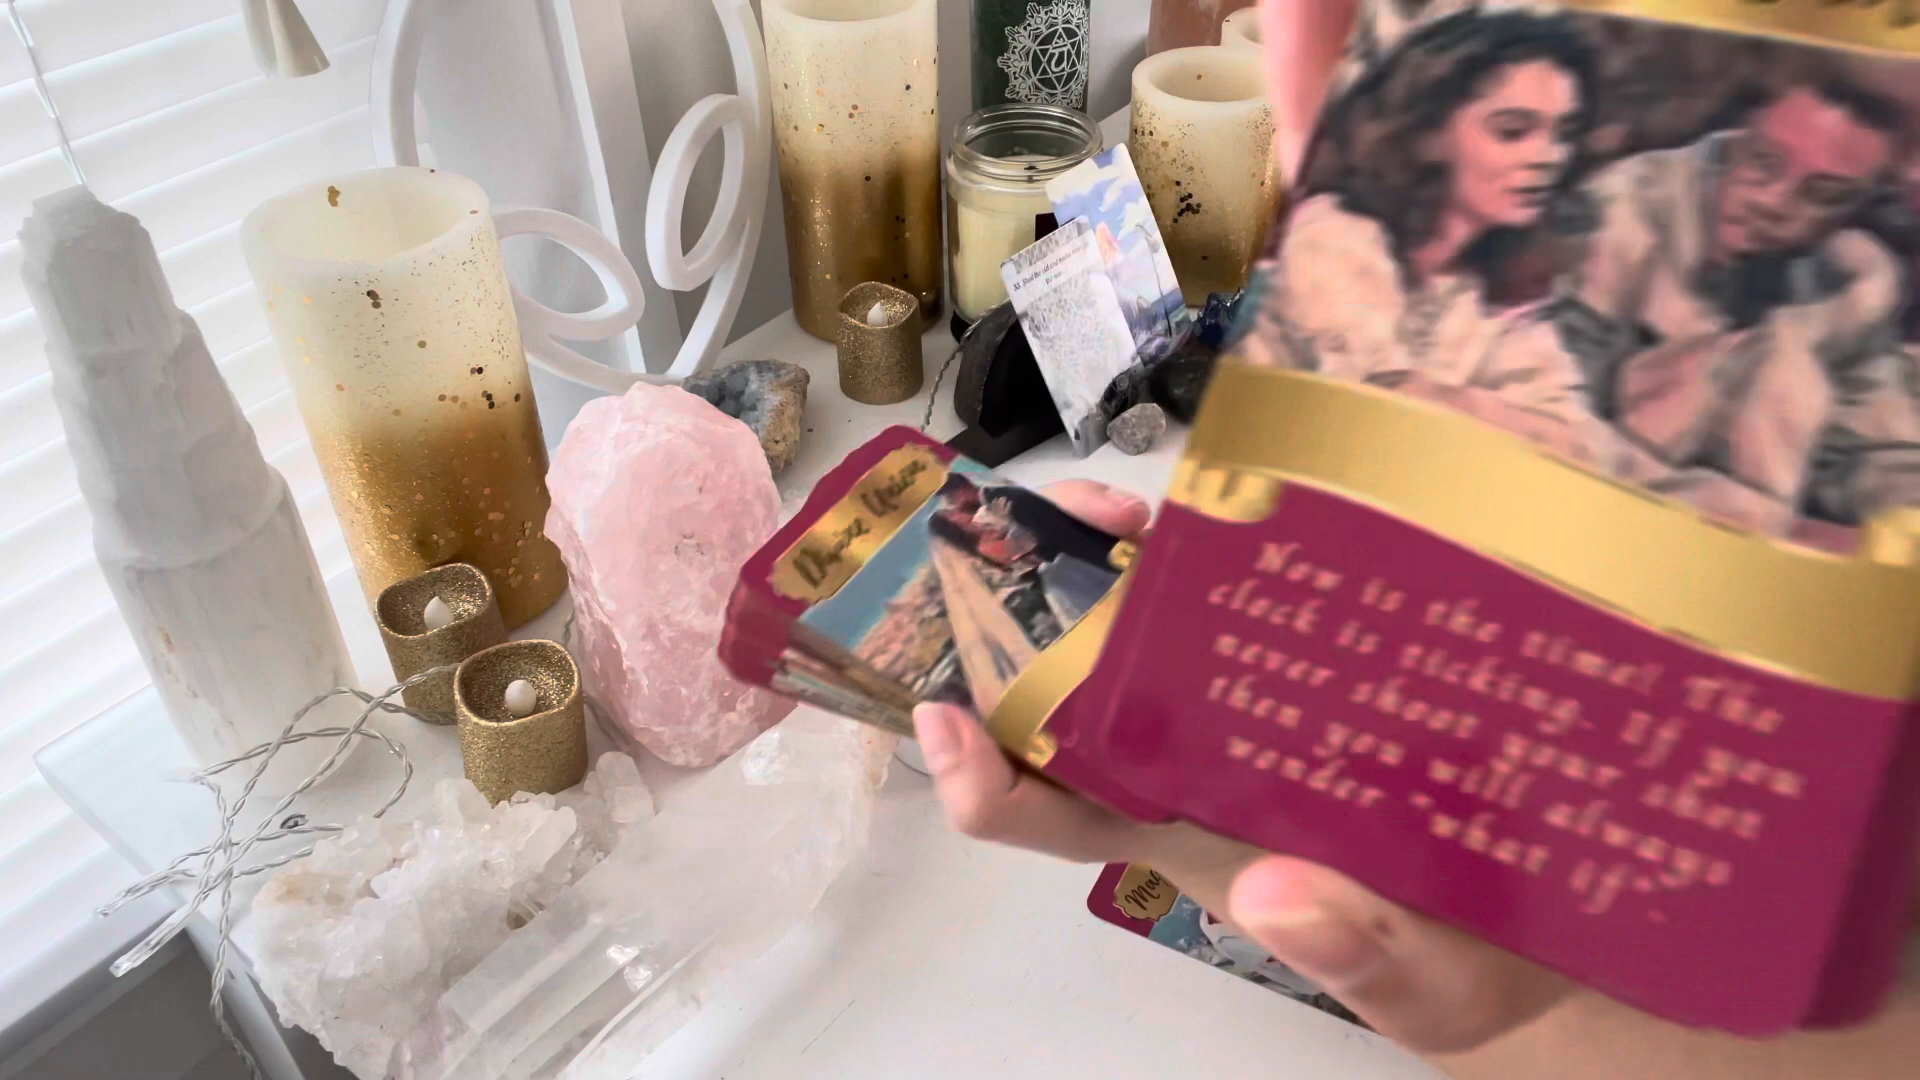 Divine Union
Now is the time! The
clock is ticking. If you
never shoot your shot
then you will always
wonder "what if".
Mag